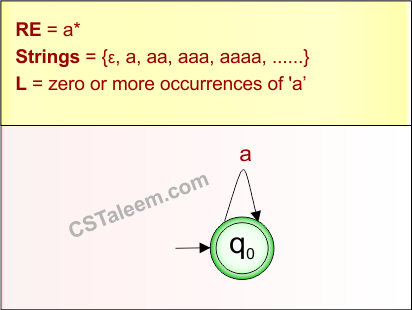 RE = a*
Strings = {ε, a, aa, aaa, aaaa, ......}
L = zero or more occurrences of 'a’
a
CSTaleem.com
q₀